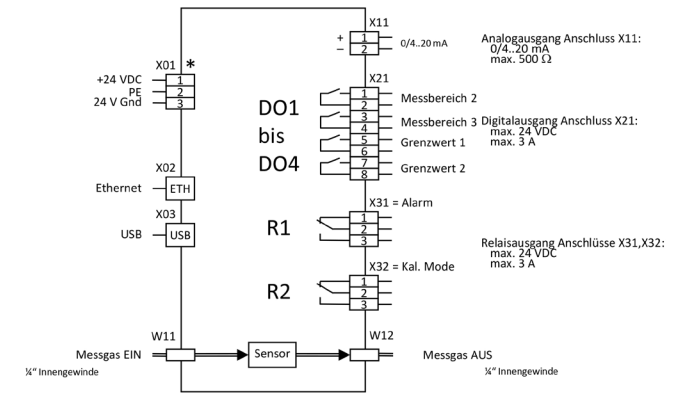 X11
+ 1
– 2
0/4..20 mA
Analogausgang Anschluss X11:
0/4..20 mA
max. 500 Ω
X01 *
+24 VDC 1
PE 2
24 V Gnd 3
DO1
bis
DO4
X21
1
2
3
4
5
6
7
8
Messbereich 2
Messbereich 3
Grenzwert 1
Grenzwert 2
Digitalausgang Anschluss X21:
max. 24 VDC
max. 3 A
X02
Ethernet ETH
X03
USB USB
R1
X31 = Alarm
1
2
3
R2
X32 = Kal. Mode
1
2
3
Relaisausgang Anschlüsse X31,X32:
max. 24 VDC
max. 3 A
W11
Messgas EIN
¼“ Innengewinde
Sensor
W12
Messgas AUS
¼“ Innengewinde